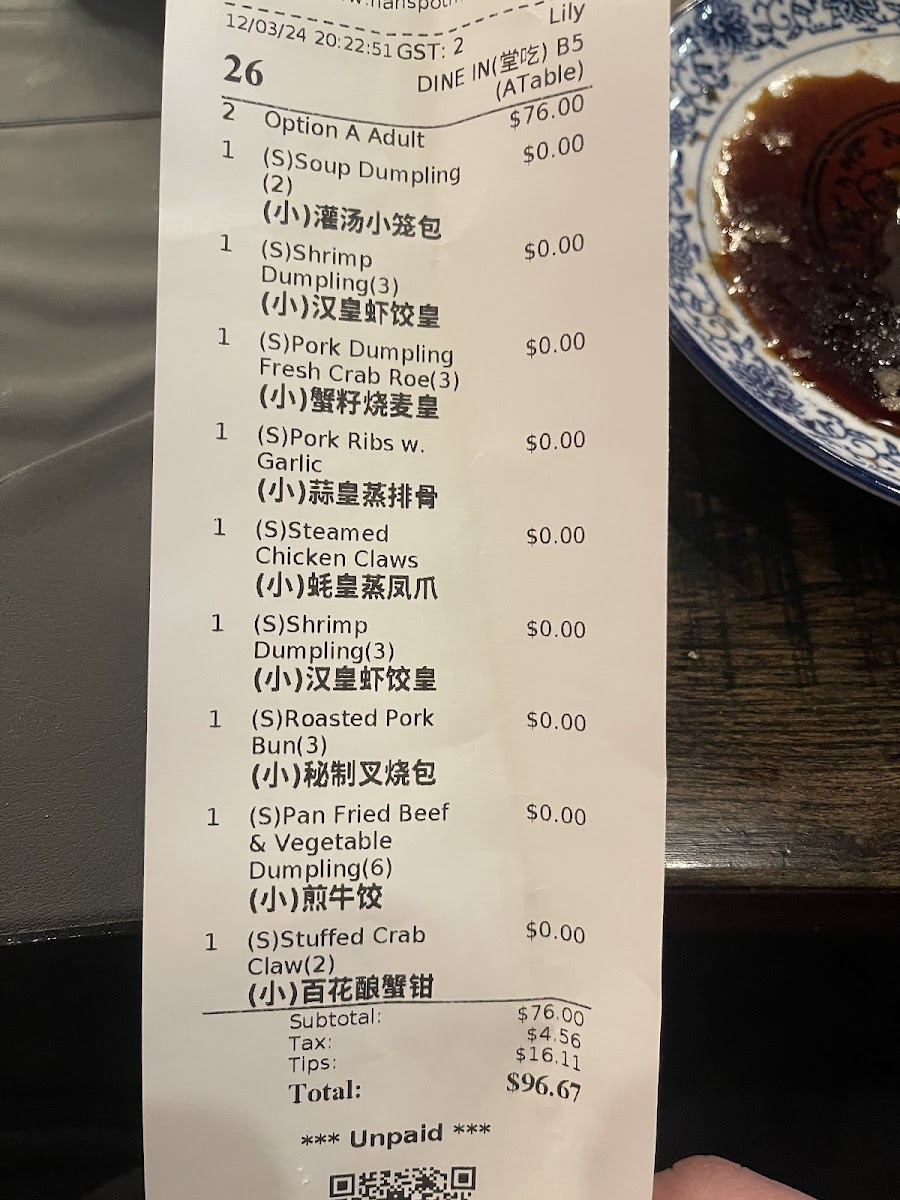 Lily
12/03/24 20:22:51 GST: 2
26
DINE IN(堂吃) B5
(ATable)
2 Option A Adult $76.00
1 (S)Soup Dumpling $0.00
(2)
(小)灌汤小笼包
1 (S)Shrimp $0.00
Dumpling(3)
(小)汉皇虾饺皇
1 (S)Pork Dumpling $0.00
Fresh Crab Roe(3)
(小)蟹籽烧麦皇
1 (S)Pork Ribs w. $0.00
Garlic
(小)蒜皇蒸排骨
1 (S)Steamed $0.00
Chicken Claws
(小)蚝皇蒸凤爪
1 (S)Shrimp $0.00
Dumpling(3)
(小)汉皇虾饺皇
1 (S)Roasted Pork $0.00
Bun(3)
(小)秘制叉烧包
1 (S)Pan Fried Beef $0.00
& Vegetable
Dumpling(6)
(小)煎牛饺
1 (S)Stuffed Crab $0.00
Claw(2)
(小)百花酿蟹钳
Subtotal: $76.00
Tax: $4.56
Tips: $16.11
Total: $96.67
*** Unpaid ***